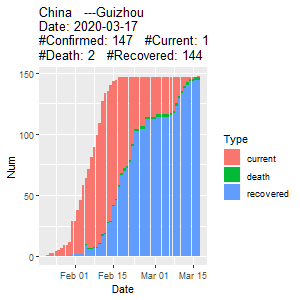 China   ---Guizhou
Date: 2020-03-17
#Confirmed: 147   #Current: 1
#Death: 2   #Recovered: 144
150
100
50
0
Num
Feb 01
Feb 15
Mar 01
Mar 15
Date
Type
current
death
recovered